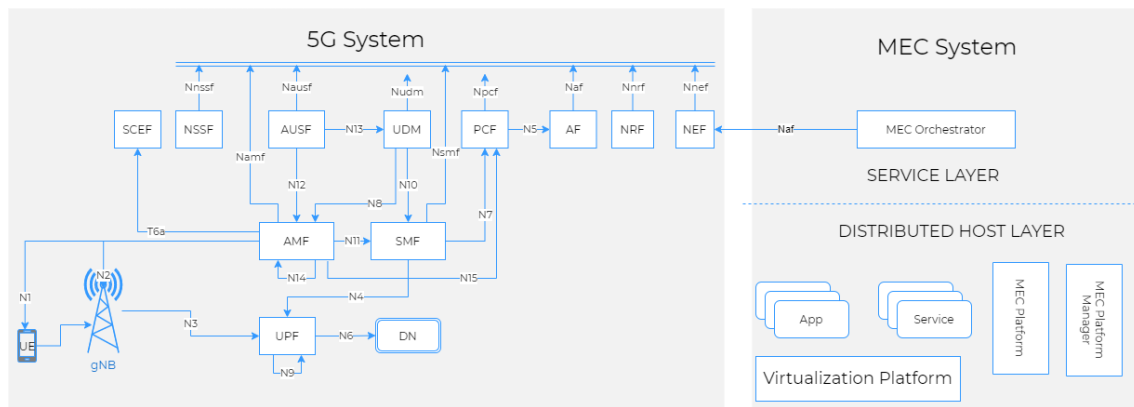 5G System
MEC System
Nnssf
Nausf
Nudm
Npcf
Naf
Nnrf
Nnef
SCEF
NSSF
AUSF
N13
UDM
PCF
N5
AF
NRF
NEF
Naf
MEC Orchestrator
Namf
Nsmf
SERVICE LAYER
N12
N10
N8
N7
T6a
AMF
N11
SMF
DISTRIBUTED HOST LAYER
N2
N14
N15
N1
N4
App
Service
MEC Platform
MEC Platform
Manager
N3
UE
UPF
N6
DN
gNB
N9
Virtualization Platform